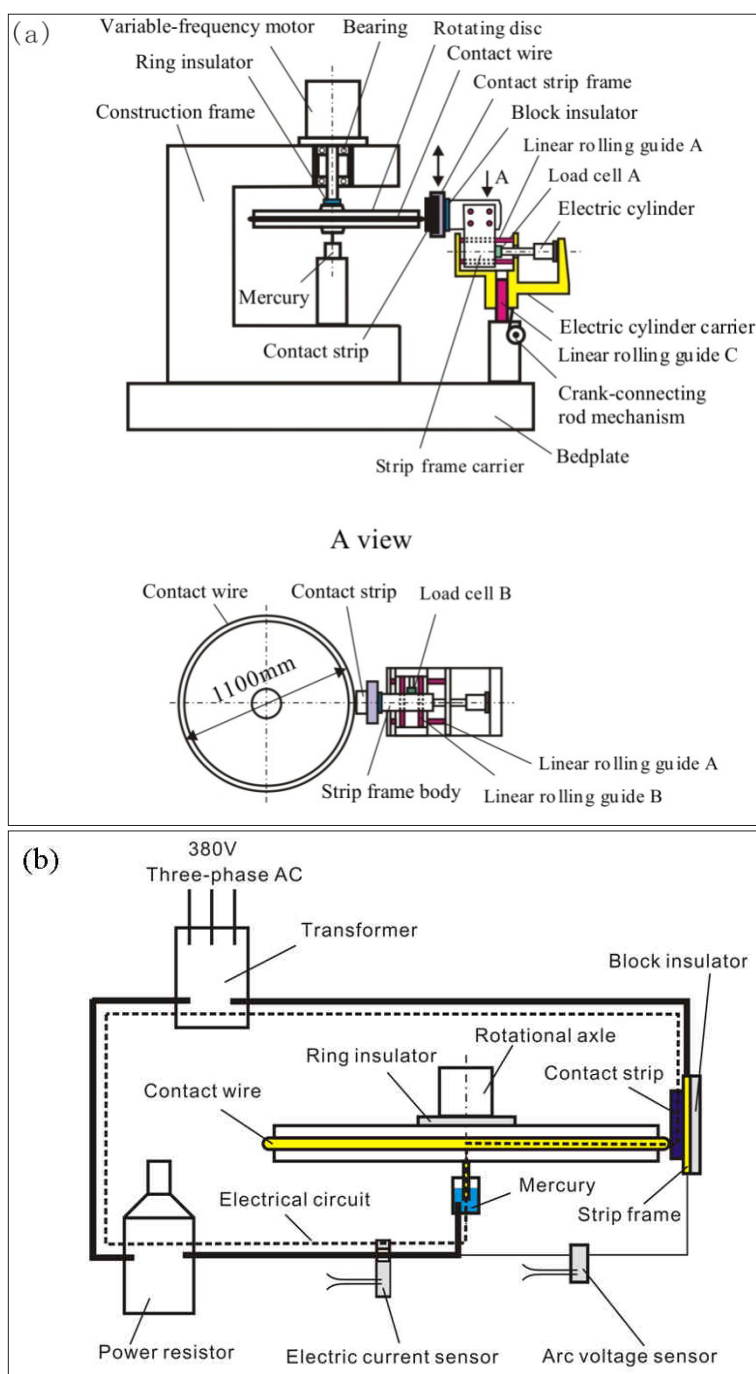 (a)
Variable-frequency motor
Bearing
Rotating disc
Contact wire
Ring insulator
Contact strip frame
Construction frame
Block insulator
Linear rolling guide A
A
Load cell A
Electric cylinder
Mercury
Electric cylinder carrier
Contact strip
Linear rolling guide C
Crank-connecting
rod mechanism
Strip frame carrier
Bedplate
A view
Contact wire
Contact strip
Load cell B
1100mm
Linear rolling guide A
Strip frame body
Linear rolling guide B
(b)
380V
Three-phase AC
Transformer
Block insulator
Rotational axle
Ring insulator
Contact strip
Contact wire
Mercury
Electrical circuit
Strip frame
Power resistor
Electric current sensor
Arc voltage sensor